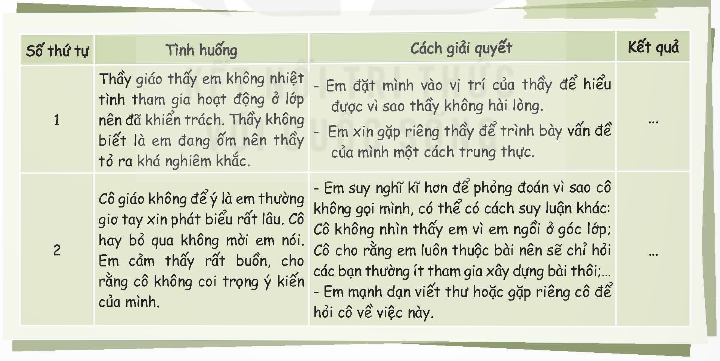 Số thứ tự
Tình huống
Cách giải quyết
Kết quả
1
Thầy giáo thấy em không nhiệt
tình tham gia hoạt động ở lớp
nên đã khiển trách. Thầy không
biết là em đang ốm nên thầy
tỏ ra khá nghiêm khắc.
- Em đặt mình vào vị trí của thầy để hiểu
được vì sao thầy không hài lòng.
- Em xin gặp riêng thầy để trình bày vấn đề
của mình một cách trung thực.
...
2
Cô giáo không để ý là em thường
giơ tay xin phát biểu rất lâu. Cô
hay bỏ qua không mời em nói.
Em cảm thấy rất buồn, cho
rằng cô không coi trọng ý kiến
của mình.
- Em suy nghĩ kĩ hơn để phỏng đoán vì sao cô
không gọi mình, có thể có cách suy luận khác:
Cô không nhìn thấy em vì em ngồi ở góc lớp;
Cô cho rằng em luôn thuộc bài nên sẽ chỉ hỏi
các bạn thường ít tham gia xây dựng bài thôi;...
- Em mạnh dạn viết thư hoặc gặp riêng cô để
hỏi cô về việc này.
...
KẾT NỐI TRI THỨC
VỚI CUỘC SỐNG